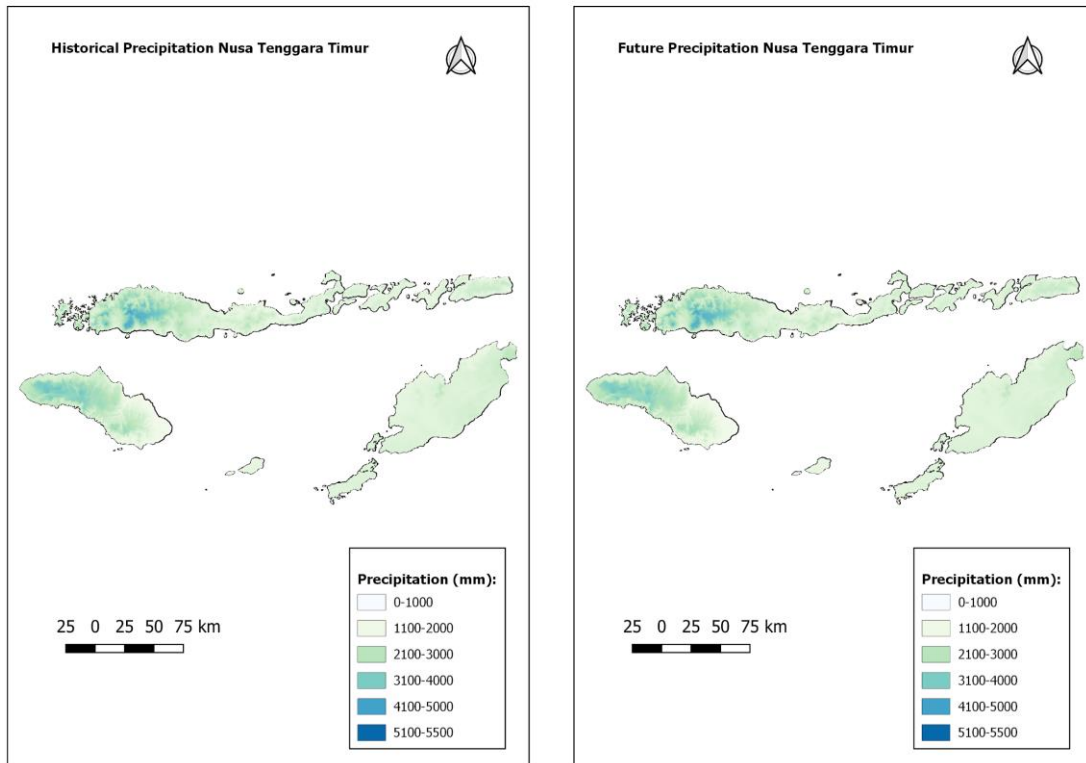 Historical Precipitation Nusa Tenggara Timur
Precipitation (mm):
0-1000
1100-2000
2100-3000
3100-4000
4100-5000
5100-5500
25 0 25 50 75 km
Future Precipitation Nusa Tenggara Timur
Precipitation (mm):
0-1000
1100-2000
2100-3000
3100-4000
4100-5000
5100-5500
25 0 25 50 75 km